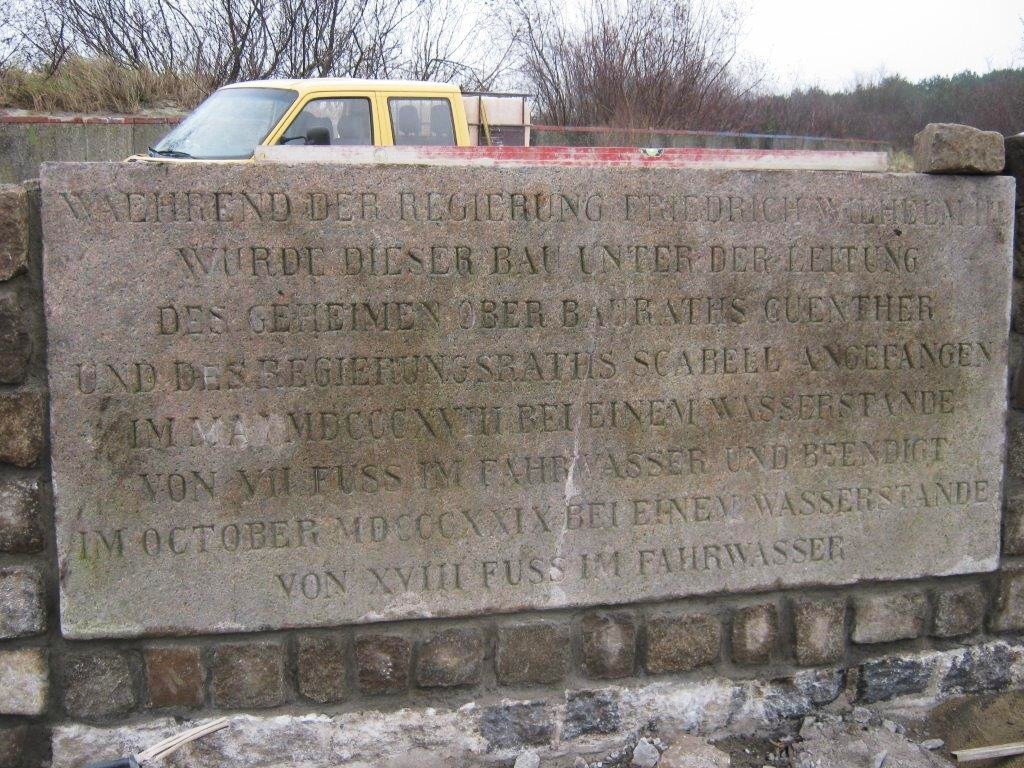 WAEHREND DER REGIERUNG FRIEDRICH WILHELM III
WURDE DIESER BAU UNTER DER LEITUNG
DES GEHEIMEN OBER BAURATHS GUENTHER
UND DES REGIERUNGSRATHS SCABELL ANGEFANGEN
IM MAY MDCCCXVIII BEI EINEM WASSERSTANDE
VON VII FUSS IM FAHRWASSER UND BEENDIGT
IM OCTOBER MDCCCXXIX BEI EINEM WASSERSTANDE
VON XVIII FUSS IM FAHRWASSER